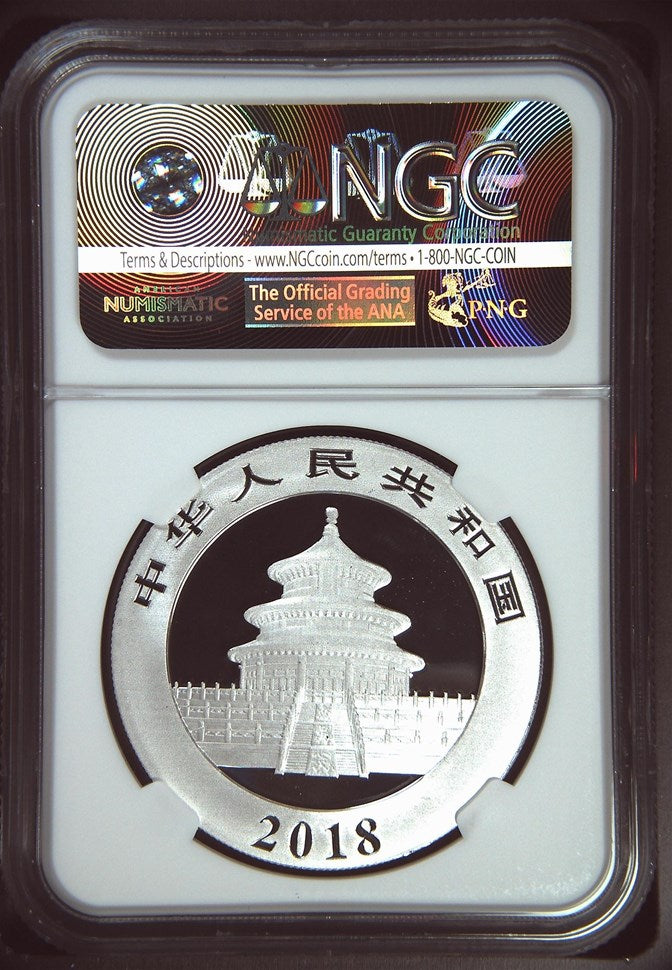 NGC
Numismatic Guaranty Corporation
Terms & Descriptions - www.NGCcoin.com/terms • 1-800-NGC-COIN
AMERICAN
NUMISMATIC
ASSOCIATION
The Official Grading
Service of the ANA
PNG
中华人民共和国
2018